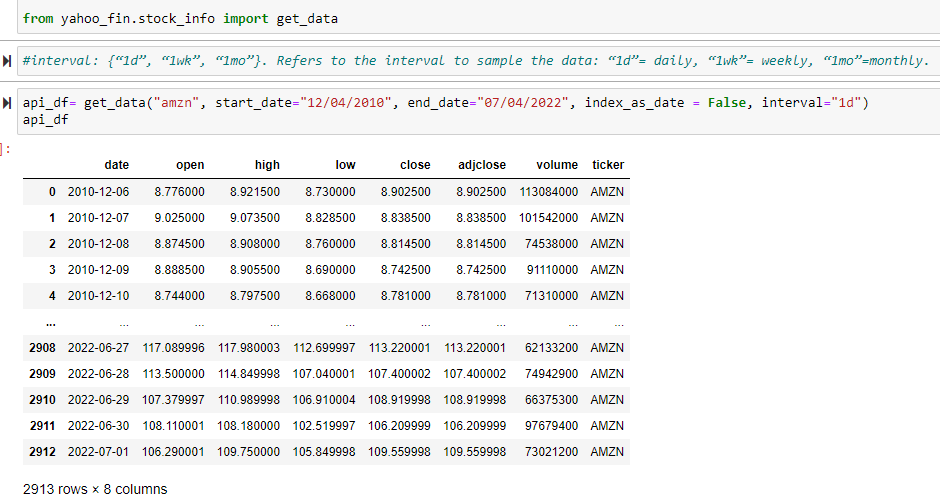 from yahoo_fin.stock_info import get_data
#interval: {“1d”, “1wk”, “1mo”}. Refers to the interval to sample the data: “1d”= daily, “1wk”= weekly, “1mo”=monthly.
api_df= get_data("amzn", start_date="12/04/2010", end_date="07/04/2022", index_as_date = False, interval="1d")
api_df
]:
date open high low close adjclose volume ticker
0 2010-12-06 8.776000 8.921500 8.730000 8.902500 8.902500 113084000 AMZN
1 2010-12-07 9.025000 9.073500 8.828500 8.838500 8.838500 101542000 AMZN
2 2010-12-08 8.874500 8.908000 8.760000 8.814500 8.814500 74538000 AMZN
3 2010-12-09 8.888500 8.905500 8.690000 8.742500 8.742500 91110000 AMZN
4 2010-12-10 8.744000 8.797500 8.668000 8.781000 8.781000 71310000 AMZN
... ... ... ... ... ... ... ... ...
2908 2022-06-27 117.089996 117.980003 112.699997 113.220001 113.220001 62133200 AMZN
2909 2022-06-28 113.500000 114.849998 107.040001 107.400002 107.400002 74942900 AMZN
2910 2022-06-29 107.379997 110.989998 106.910004 108.919998 108.919998 66375300 AMZN
2911 2022-06-30 108.110001 108.180000 102.519997 106.209999 106.209999 97679400 AMZN
2912 2022-07-01 106.290001 109.750000 105.849998 109.559998 109.559998 73021200 AMZN
2913 rows × 8 columns